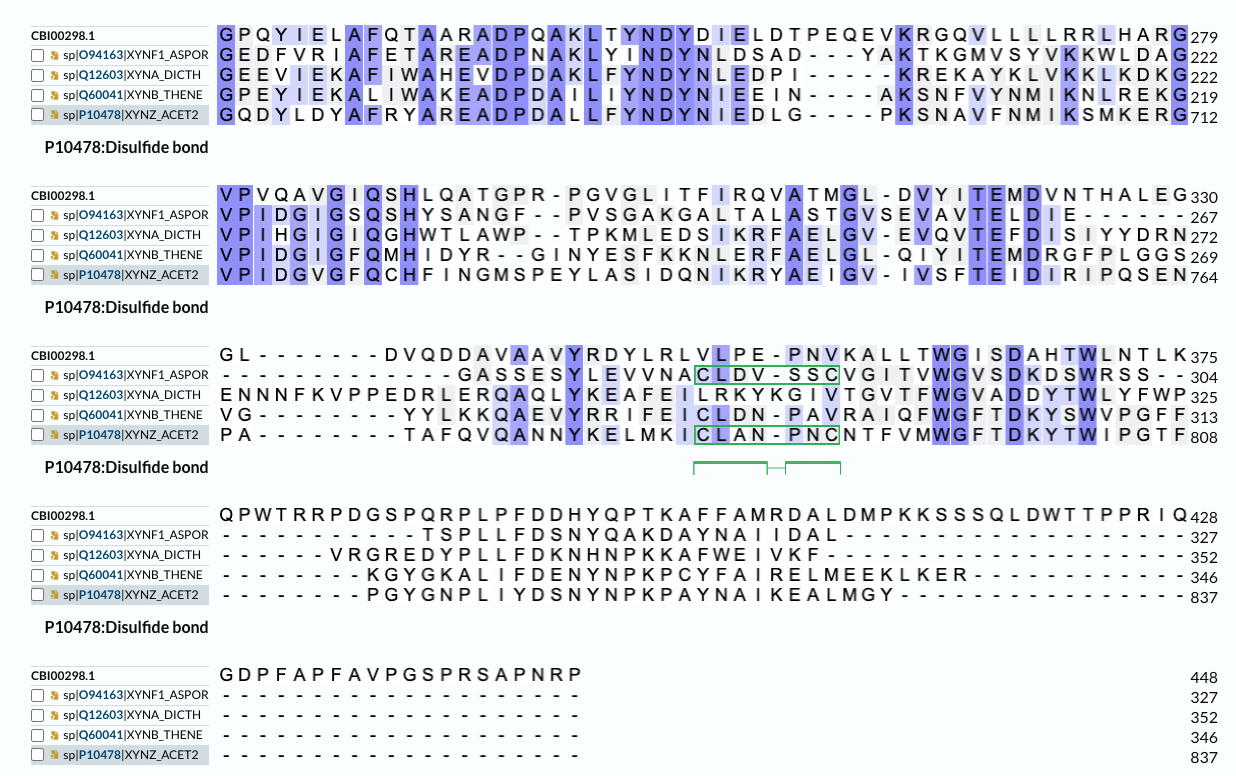 CBI00298.1 GPQYIELAFQTAARADPQAKLTYNDYDIELDTPEQEVKRGQVLLLLRRLHARG 279
sp|O94163|XYNF1_ASPOR GEDFVRIAFETAREADPNAKLYINDYNLDSAD---YAKTKGMVSYVKKWLDAG 222
sp|Q12603|XYNA_DICTH GEEVIEKAFIWAHEVDPDAKLFYNDYNLEDPI-----KREKAYKLVKKLKDKG 222
sp|Q60041|XYNB_THENE GPEYIEKALIWAKEADPDAILIYNDYNIEEIN----AKSNFVYNMIKNLREKG 219
sp|P10478|XYNZ_ACET2 GQDYLDYAFRYAREADPDALLFYNDYNIEDLG----PKSNAVFNMIKSMKERG 712
P10478:Disulfide bond
CBI00298.1 VPVQAVGIQSHLQATGPR-PGVGLITFIRQVATMGL-DVYITEMDVNTHALEG 330
sp|O94163|XYNF1_ASPOR VPIDGIGSQSHYSANGF--PVSGAKGALTALASTGVSEVAVTELDIE------ 267
sp|Q12603|XYNA_DICTH VPIHGIGIQGHWTLAWP--TPKMLEDSIKRFAELGV-EVQVTEFDISIYYDRN 272
sp|Q60041|XYNB_THENE VPIDGIGFQMHIDYR--GINYESFKKNLERFAELGL-QIYITEMDRGFPLGGS 269
sp|P10478|XYNZ_ACET2 VPIDGVGFQCHFINGMSPEYLASIDQNIKRYAEIGV-IVSFTEIDIRIPQSEN 764
P10478:Disulfide bond
CBI00298.1 GL-------DVQDDAVAAVYRDYLRLVLPE-PNVKALLTWGISDAHTWLNTLK 375
sp|O94163|XYNF1_ASPOR -------------GASSESYLEVVNACLDV-SSCVGITVWGVSDKDSWRSS-- 304
sp|Q12603|XYNA_DICTH ENNNFKVPPEDRLERQAQLYKEAFEILRKYKGIVTGVTFWGVADDYTWLYFWP 325
sp|Q60041|XYNB_THENE VG--------YYLKKQAEVYRRIFEICLDN-PAVRAIQFWGFTDKYSWVPGFF 313
sp|P10478|XYNZ_ACET2 PA--------TAFQVQANNYKELMKICLAN-PNCNTFVMWGFTDKYTWIPGTF 808
P10478:Disulfide bond
CBI00298.1 QPWTRRPDGSPQRPLPFDDHYQPTKAFFAMRDALDMPKKSSSSQLDWTTPPRIQ 428
sp|O94163|XYNF1_ASPOR -----------TSPLLFDSNYQAKDAYNAIIDAL------------------- 327
sp|Q12603|XYNA_DICTH ------VRGREDYPLLFDKNHNPKKAFWEIVKF-------------------- 352
sp|Q60041|XYNB_THENE --------KGYGKALIFDENYNPKPCYFAIRELMEEKLKER------------ 346
sp|P10478|XYNZ_ACET2 --------PGYGNPLIYDSNYNPKPAYNAIKEALMGY---------------- 837
P10478:Disulfide bond
CBI00298.1 GDPFAPFAVPGSPRSAPNRP 448
sp|O94163|XYNF1_ASPOR -------------------- 327
sp|Q12603|XYNA_DICTH -------------------- 352
sp|Q60041|XYNB_THENE -------------------- 346
sp|P10478|XYNZ_ACET2 -------------------- 837